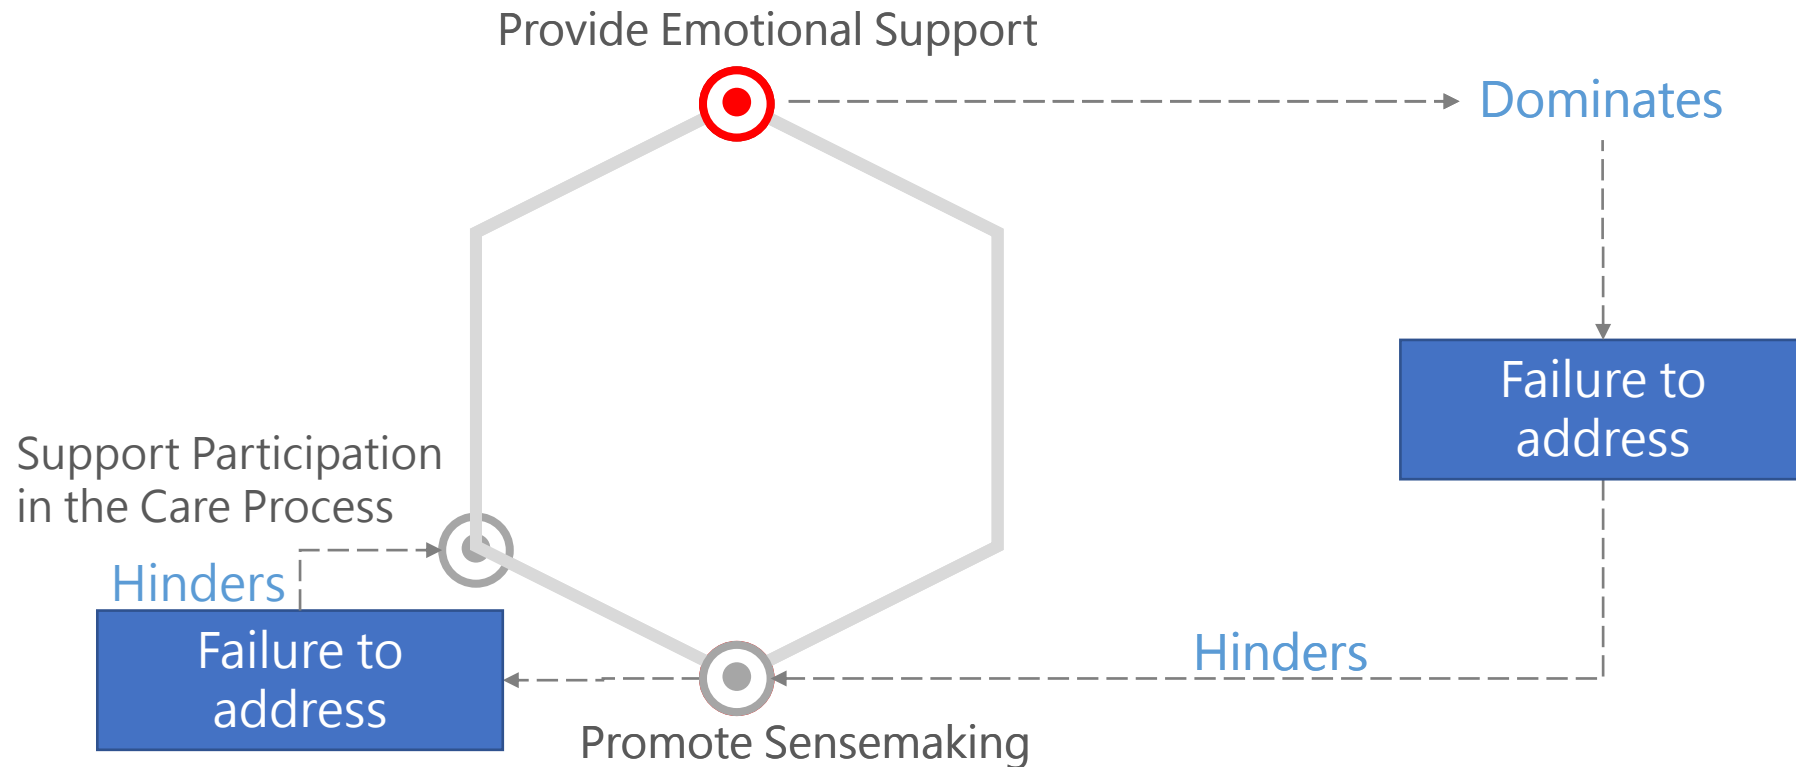 Provide Emotional Support
Dominates
Failure to
address
Support Participation
in the Care Process
Hinders
Failure to
address
Hinders
Promote Sensemaking